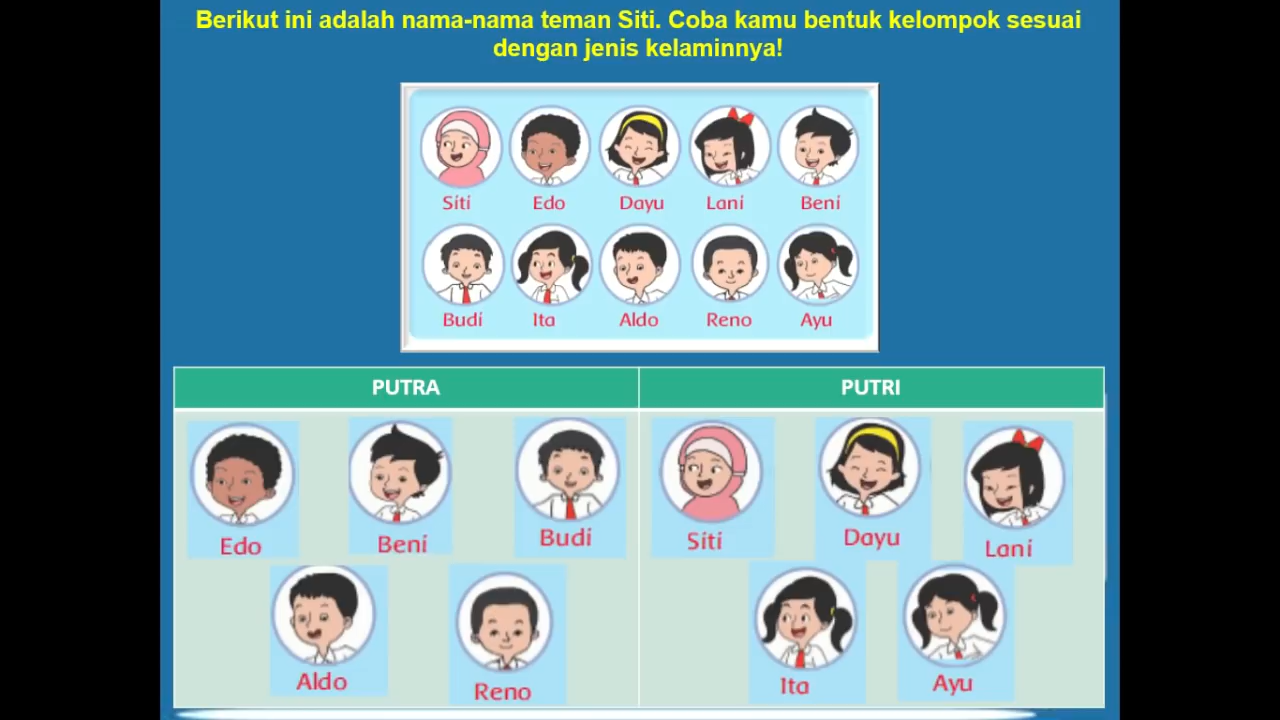 Berikut ini adalah nama-nama teman Siti. Coba kamu bentuk kelompok sesuai
dengan jenis kelaminnya!
Siti Edo Dayu Lani Beni
Budi Ita Aldo Reno Ayu
PUTRA PUTRI
Edo Beni Budi Siti Dayu Lani
Aldo Reno Ita Ayu